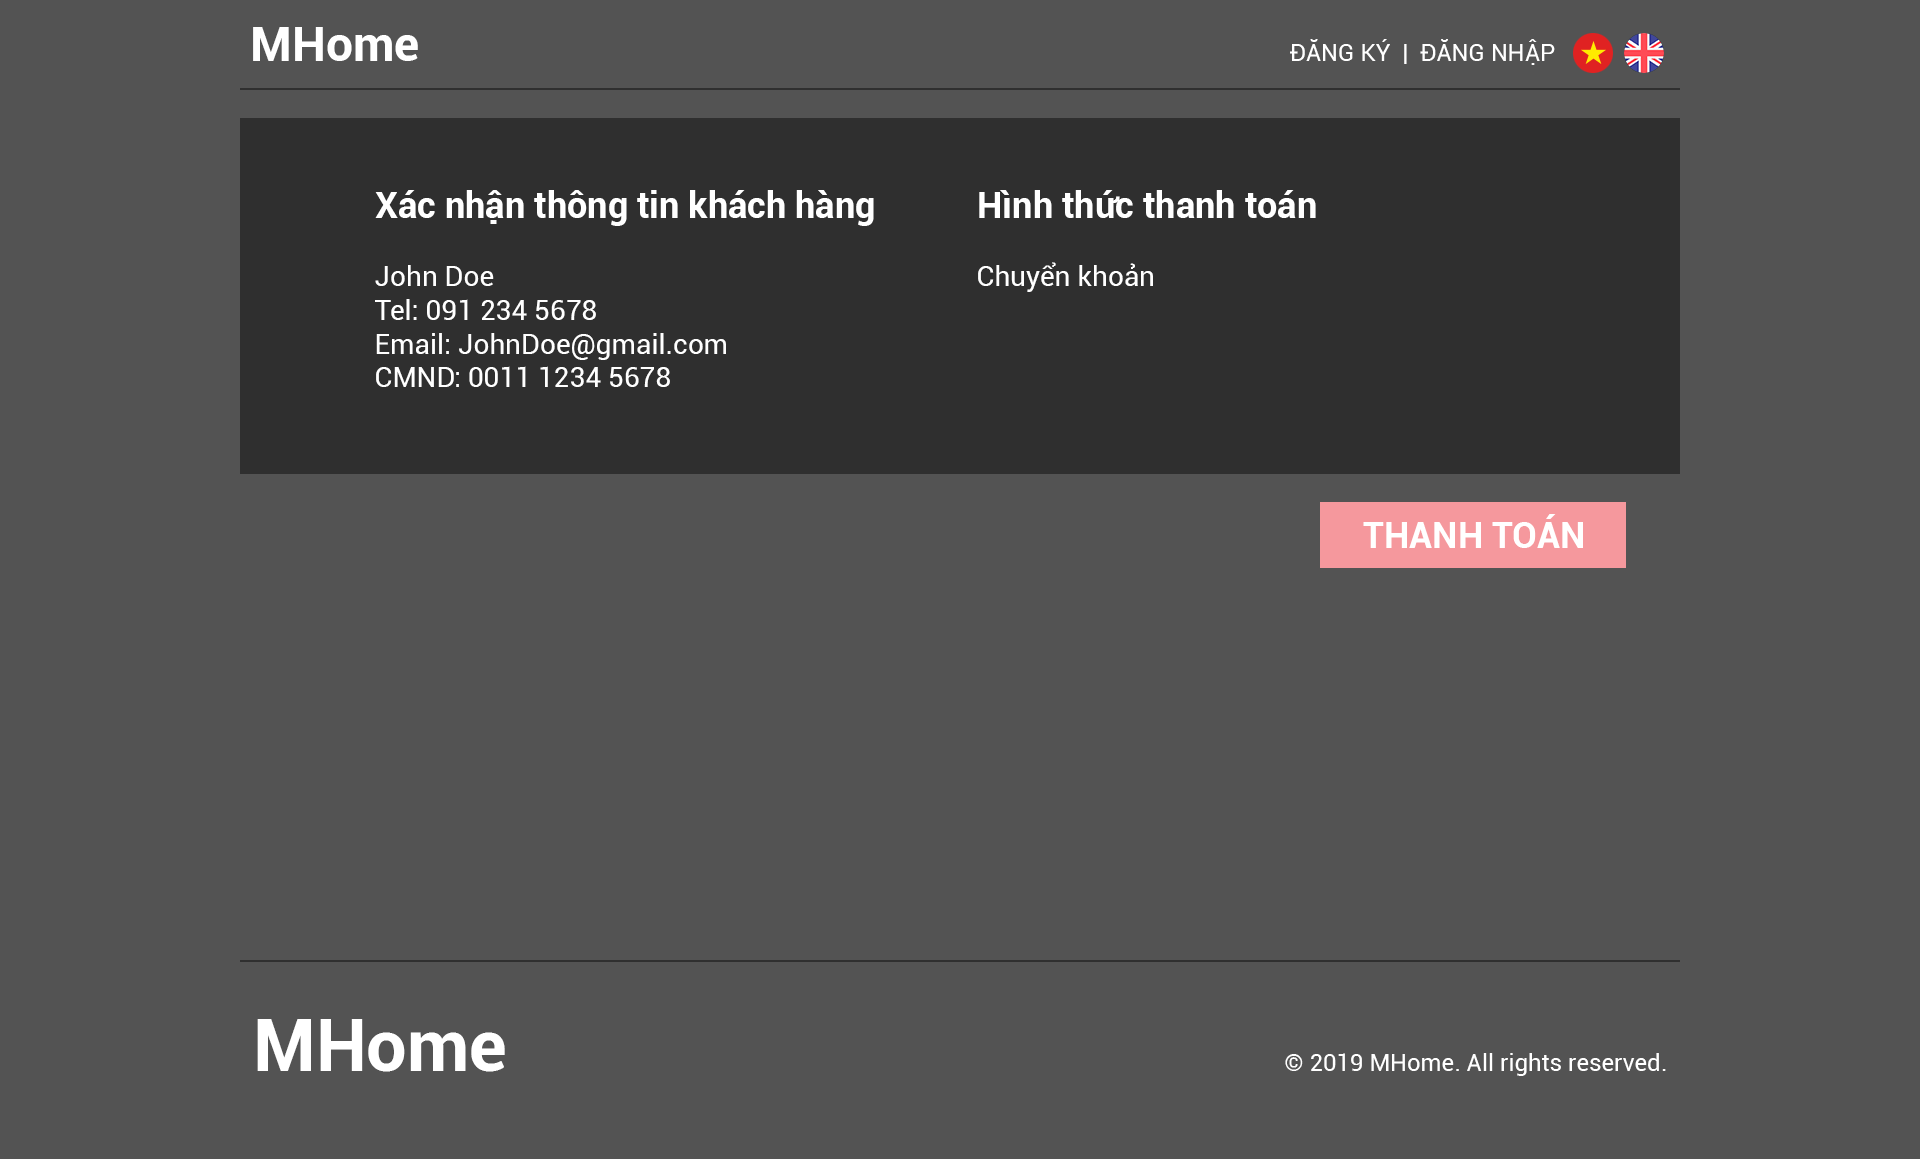 MHome
ĐĂNG KÝ | ĐĂNG NHẬP
Xác nhận thông tin khách hàng
John Doe
Tel: 091 234 5678
Email: JohnDoe@gmail.com
CMND: 0011 1234 5678
Hình thức thanh toán
Chuyển khoản
THANH TOÁN
MHome
© 2019 MHome. All rights reserved.